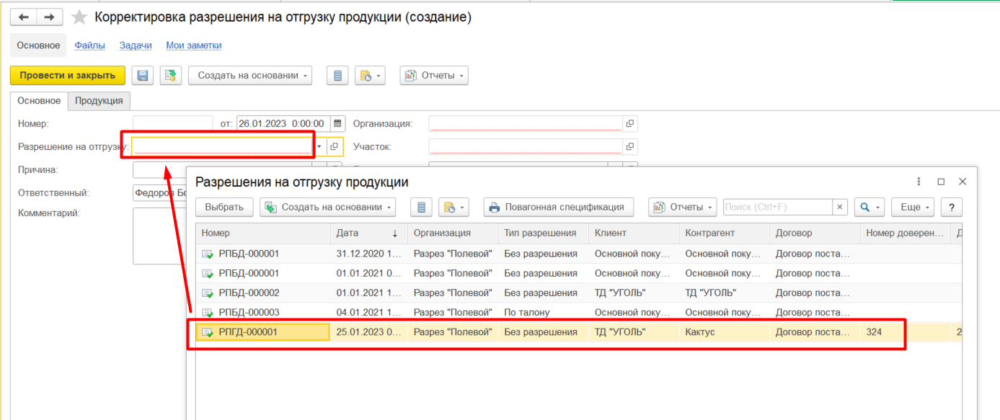 Корректировка разрешения на отгрузку продукции (создание)
Основное Файлы Задачи Мои заметки
Провести и закрыть Создать на основании Отчеты
Основное Продукция
Номер: от: 26.01.2023 0:00:00 Организация:
Разрешение на отгрузку: Участок:
Причина:
Ответственный: Федоров Бо
Комментарий:
Разрешения на отгрузку продукции
Выбрать Создать на основании Повагонная спецификация Отчеты Поиск (Ctrl+F) × Еще ?
Номер Дата ↓ Организация Тип разрешения Клиент Контрагент Договор Номер доверен... Д
РПБД-000001 31.12.2020 1... Разрез "Полевой" Без разрешения Основной поку... Основной поку... Договор поста...
РПБД-000001 01.01.2021 0... Разрез "Полевой" Без разрешения Основной поку... Основной поку... Договор поста...
РПБД-000002 01.01.2021 1... Разрез "Полевой" Без разрешения ТД "УГОЛЬ" ТД "УГОЛЬ" Договор поста...
РПБД-000003 04.01.2021 1... Разрез "Полевой" По талону Основной поку... Основной поку... Договор поста...
РПГД-000001 25.01.2023 0... Разрез "Полевой" Без разрешения ТД "УГОЛЬ" Кактус Договор поста... 324 2